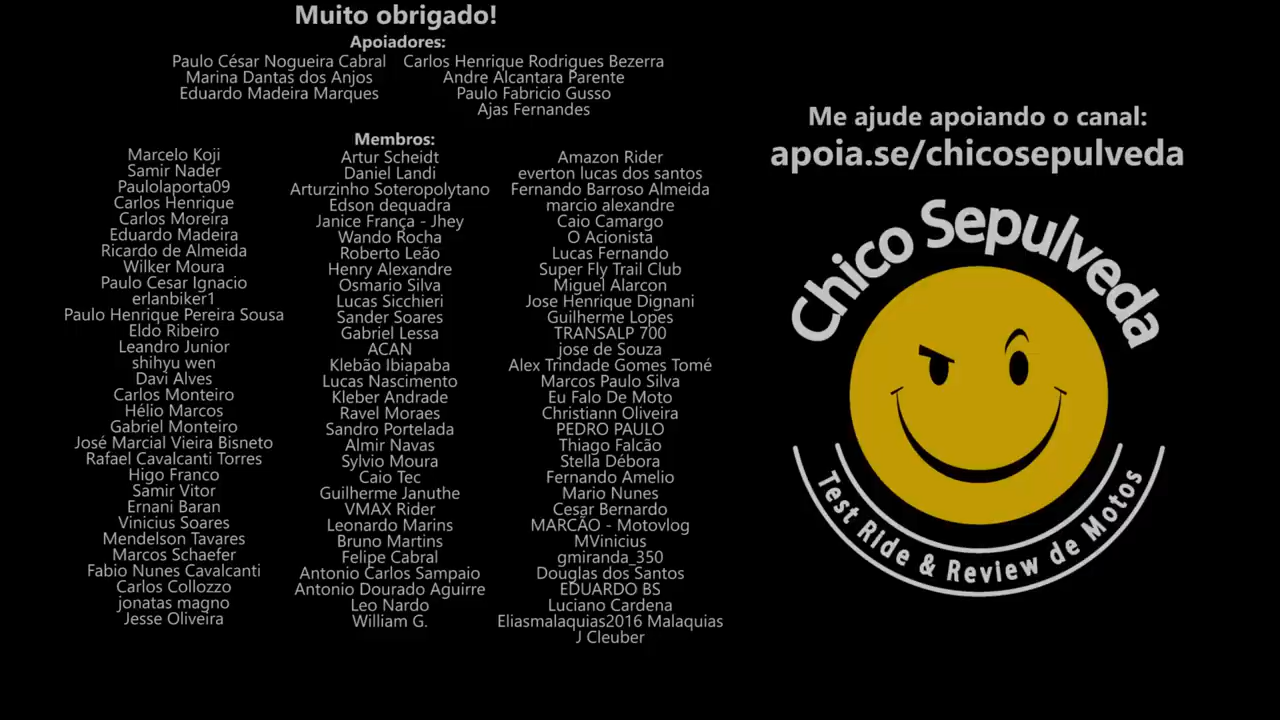 Muito obrigado!
Apoiadores:
Paulo César Nogueira Cabral
Marina Dantas dos Anjos
Eduardo Madeira Marques
Carlos Henrique Rodrigues Bezerra
Andre Alcantara Parente
Paulo Fabricio Gusso
Ajas Fernandes
Membros:
Marcelo Koji
Samir Nader
Paulolaporta09
Carlos Henrique
Carlos Moreira
Eduardo Madeira
Ricardo de Almeida
Wilker Moura
Paulo Cesar Ignacio
erlanbiker1
Paulo Henrique Pereira Sousa
Eldo Ribeiro
Leandro Junior
shihyu wen
Davi Alves
Carlos Monteiro
Hélio Marcos
Gabriel Monteiro
José Marcial Vieira Bisneto
Rafael Cavalcanti Torres
Higo Franco
Samir Vitor
Ernani Baran
Vinicius Soares
Mendelson Tavares
Marcos Schaefer
Fabio Nunes Cavalcanti
Carlos Collozzo
jonatas magno
Jesse Oliveira
Artur Scheidt
Daniel Landi
Arturzinho Soteropolytano
Edson dequadra
Janice França - Jhey
Wando Rocha
Roberto Leão
Henry Alexandre
Osmario Silva
Lucas Sicchieri
Sander Soares
Gabriel Lessa
ACAN
Klebão Ibiapaba
Lucas Nascimento
Kleber Andrade
Ravel Moraes
Sandro Portelada
Almir Navas
Sylvio Moura
Caio Tec
Guilherme Januthe
VMAX Rider
Leonardo Marins
Bruno Martins
Felipe Cabral
Antonio Carlos Sampaio
Antonio Dourado Aguirre
Leo Nardo
William G.
Amazon Rider
everton lucas dos santos
Fernando Barroso Almeida
marcio alexandre
Caio Camargo
O Acionista
Lucas Fernando
Super Fly Trail Club
Miguel Alarcon
Jose Henrique Dignani
Guilherme Lopes
TRANSALP 700
jose de Souza
Alex Trindade Gomes Tomé
Marcos Paulo Silva
Eu Falo De Moto
Christiann Oliveira
PEDRO PAULO
Thiago Falcão
Stella Débora
Fernando Amelio
Mario Nunes
Cesar Bernardo
MARCÃO - Motovlog
MVinicius
gmiranda_350
Douglas dos Santos
EDUARDO BS
Luciano Cardena
Eliasmalaquias2016 Malaquias
J Cleuber
Me ajude apoiando o canal:
apoia.se/chicosepulveda
Chico Sepulveda
Test Ride & Review de Motos